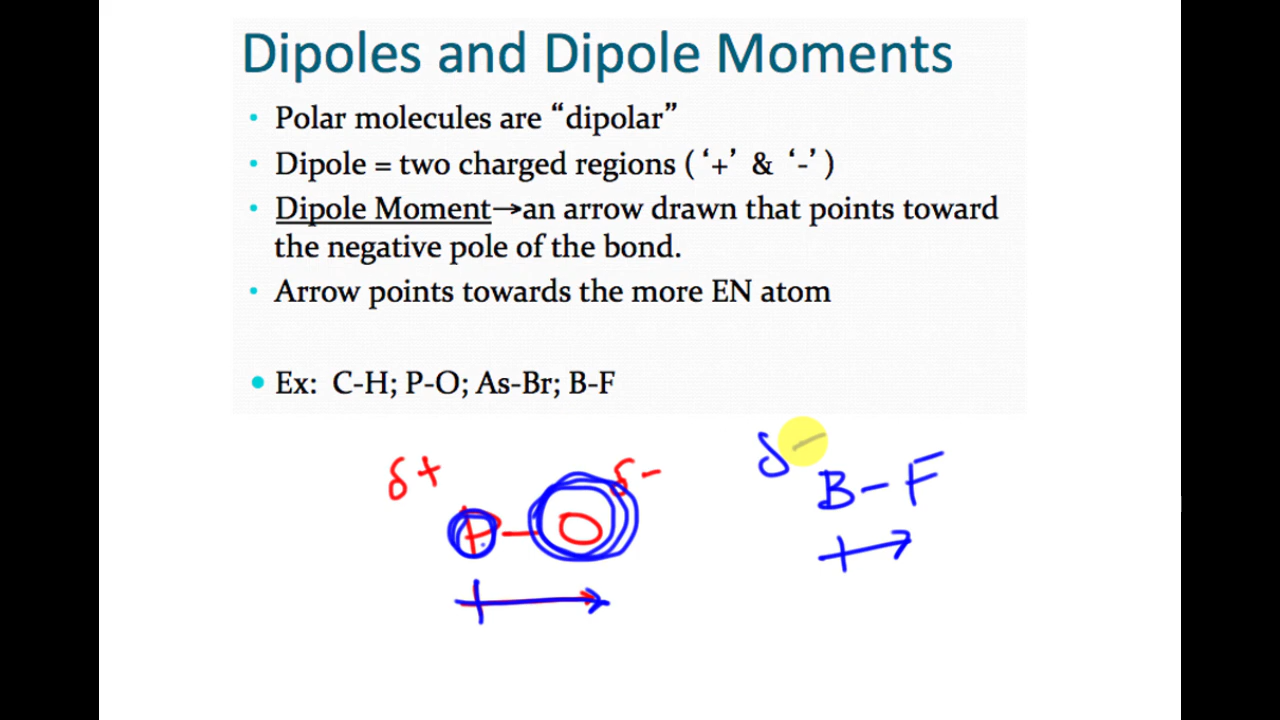 Dipoles and Dipole Moments
• Polar molecules are “dipolar”
• Dipole = two charged regions ( ‘+’ & ‘-’ )
• Dipole Moment→an arrow drawn that points toward
the negative pole of the bond.
• Arrow points towards the more EN atom
• Ex: C-H; P-O; As-Br; B-F
δ+ δ- δ-
P-O B-F